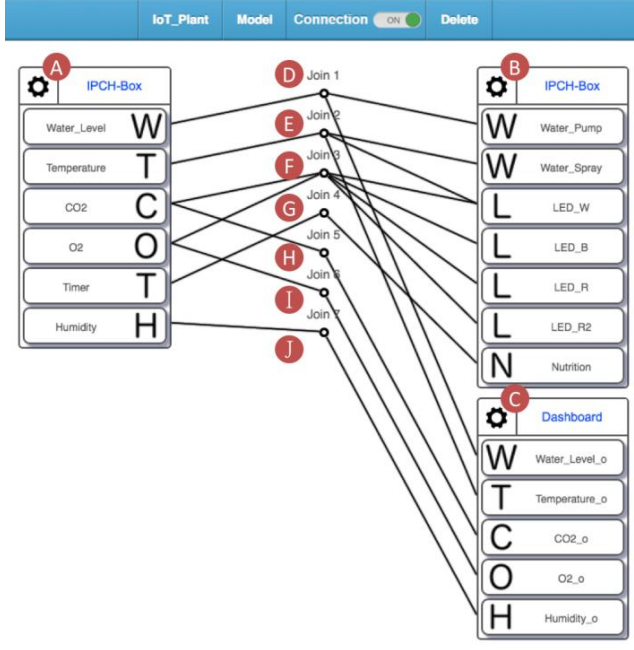 IoT_Plant Model Connection ON Delete
A
IPCH-Box
Water_Level W
Temperature T
CO2 C
O2 O
Timer T
Humidity H
D Join 1
E Join 2
F Join 3
G Join 4
Join 5
H
Join 6
I
Join 7
J
B
IPCH-Box
W Water_Pump
W Water_Spray
L LED_W
L LED_B
L LED_R
L LED_R2
N Nutrition
C
Dashboard
W Water_Level_o
T Temperature_o
C CO2_o
O O2_o
H Humidity_o